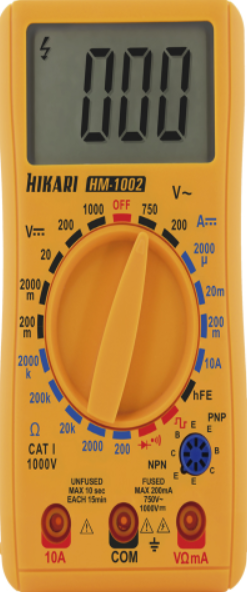 000
HIKARI HM-1002
OFF
1000 750
V~
200 200
V⎓ A⎓
20 2000
µ
2000
m 20m
200
m 200
m
2000
k 10A
200k hFE
Ω 20k 2000 200
PNP
E B C E
CAT I
1000V
NPN
E B C E
UNFUSED
MAX 10 sec
EACH 15min
FUSED
MAX 200mA
750V~
1000V⎓
10A COM VΩmA